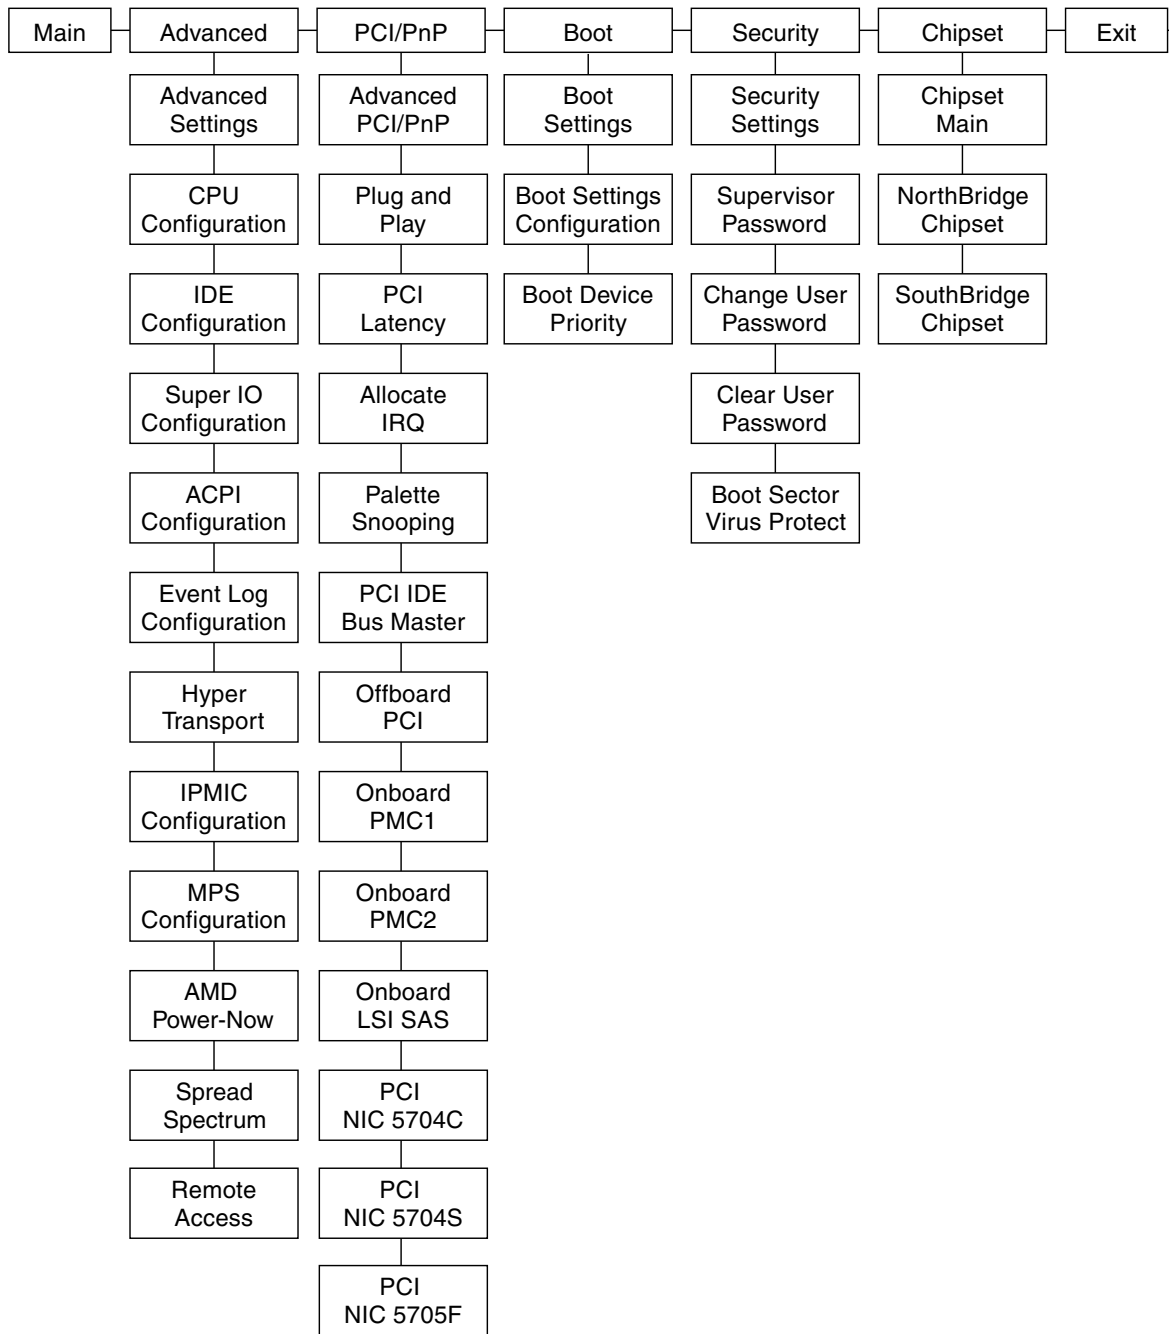 Main
Advanced
PCI/PnP
Boot
Security
Chipset
Exit
Advanced
Settings
CPU
Configuration
IDE
Configuration
Super IO
Configuration
ACPI
Configuration
Event Log
Configuration
Hyper
Transport
IPMIC
Configuration
MPS
Configuration
AMD
Power-Now
Spread
Spectrum
Remote
Access
Advanced
PCI/PnP
Plug and
Play
PCI
Latency
Allocate
IRQ
Palette
Snooping
PCI IDE
Bus Master
Offboard
PCI
Onboard
PMC1
Onboard
PMC2
Onboard
LSI SAS
PCI
NIC 5704C
PCI
NIC 5704S
PCI
NIC 5705F
Boot
Settings
Boot Settings
Configuration
Boot Device
Priority
Security
Settings
Supervisor
Password
Change User
Password
Clear User
Password
Boot Sector
Virus Protect
Chipset
Main
NorthBridge
Chipset
SouthBridge
Chipset